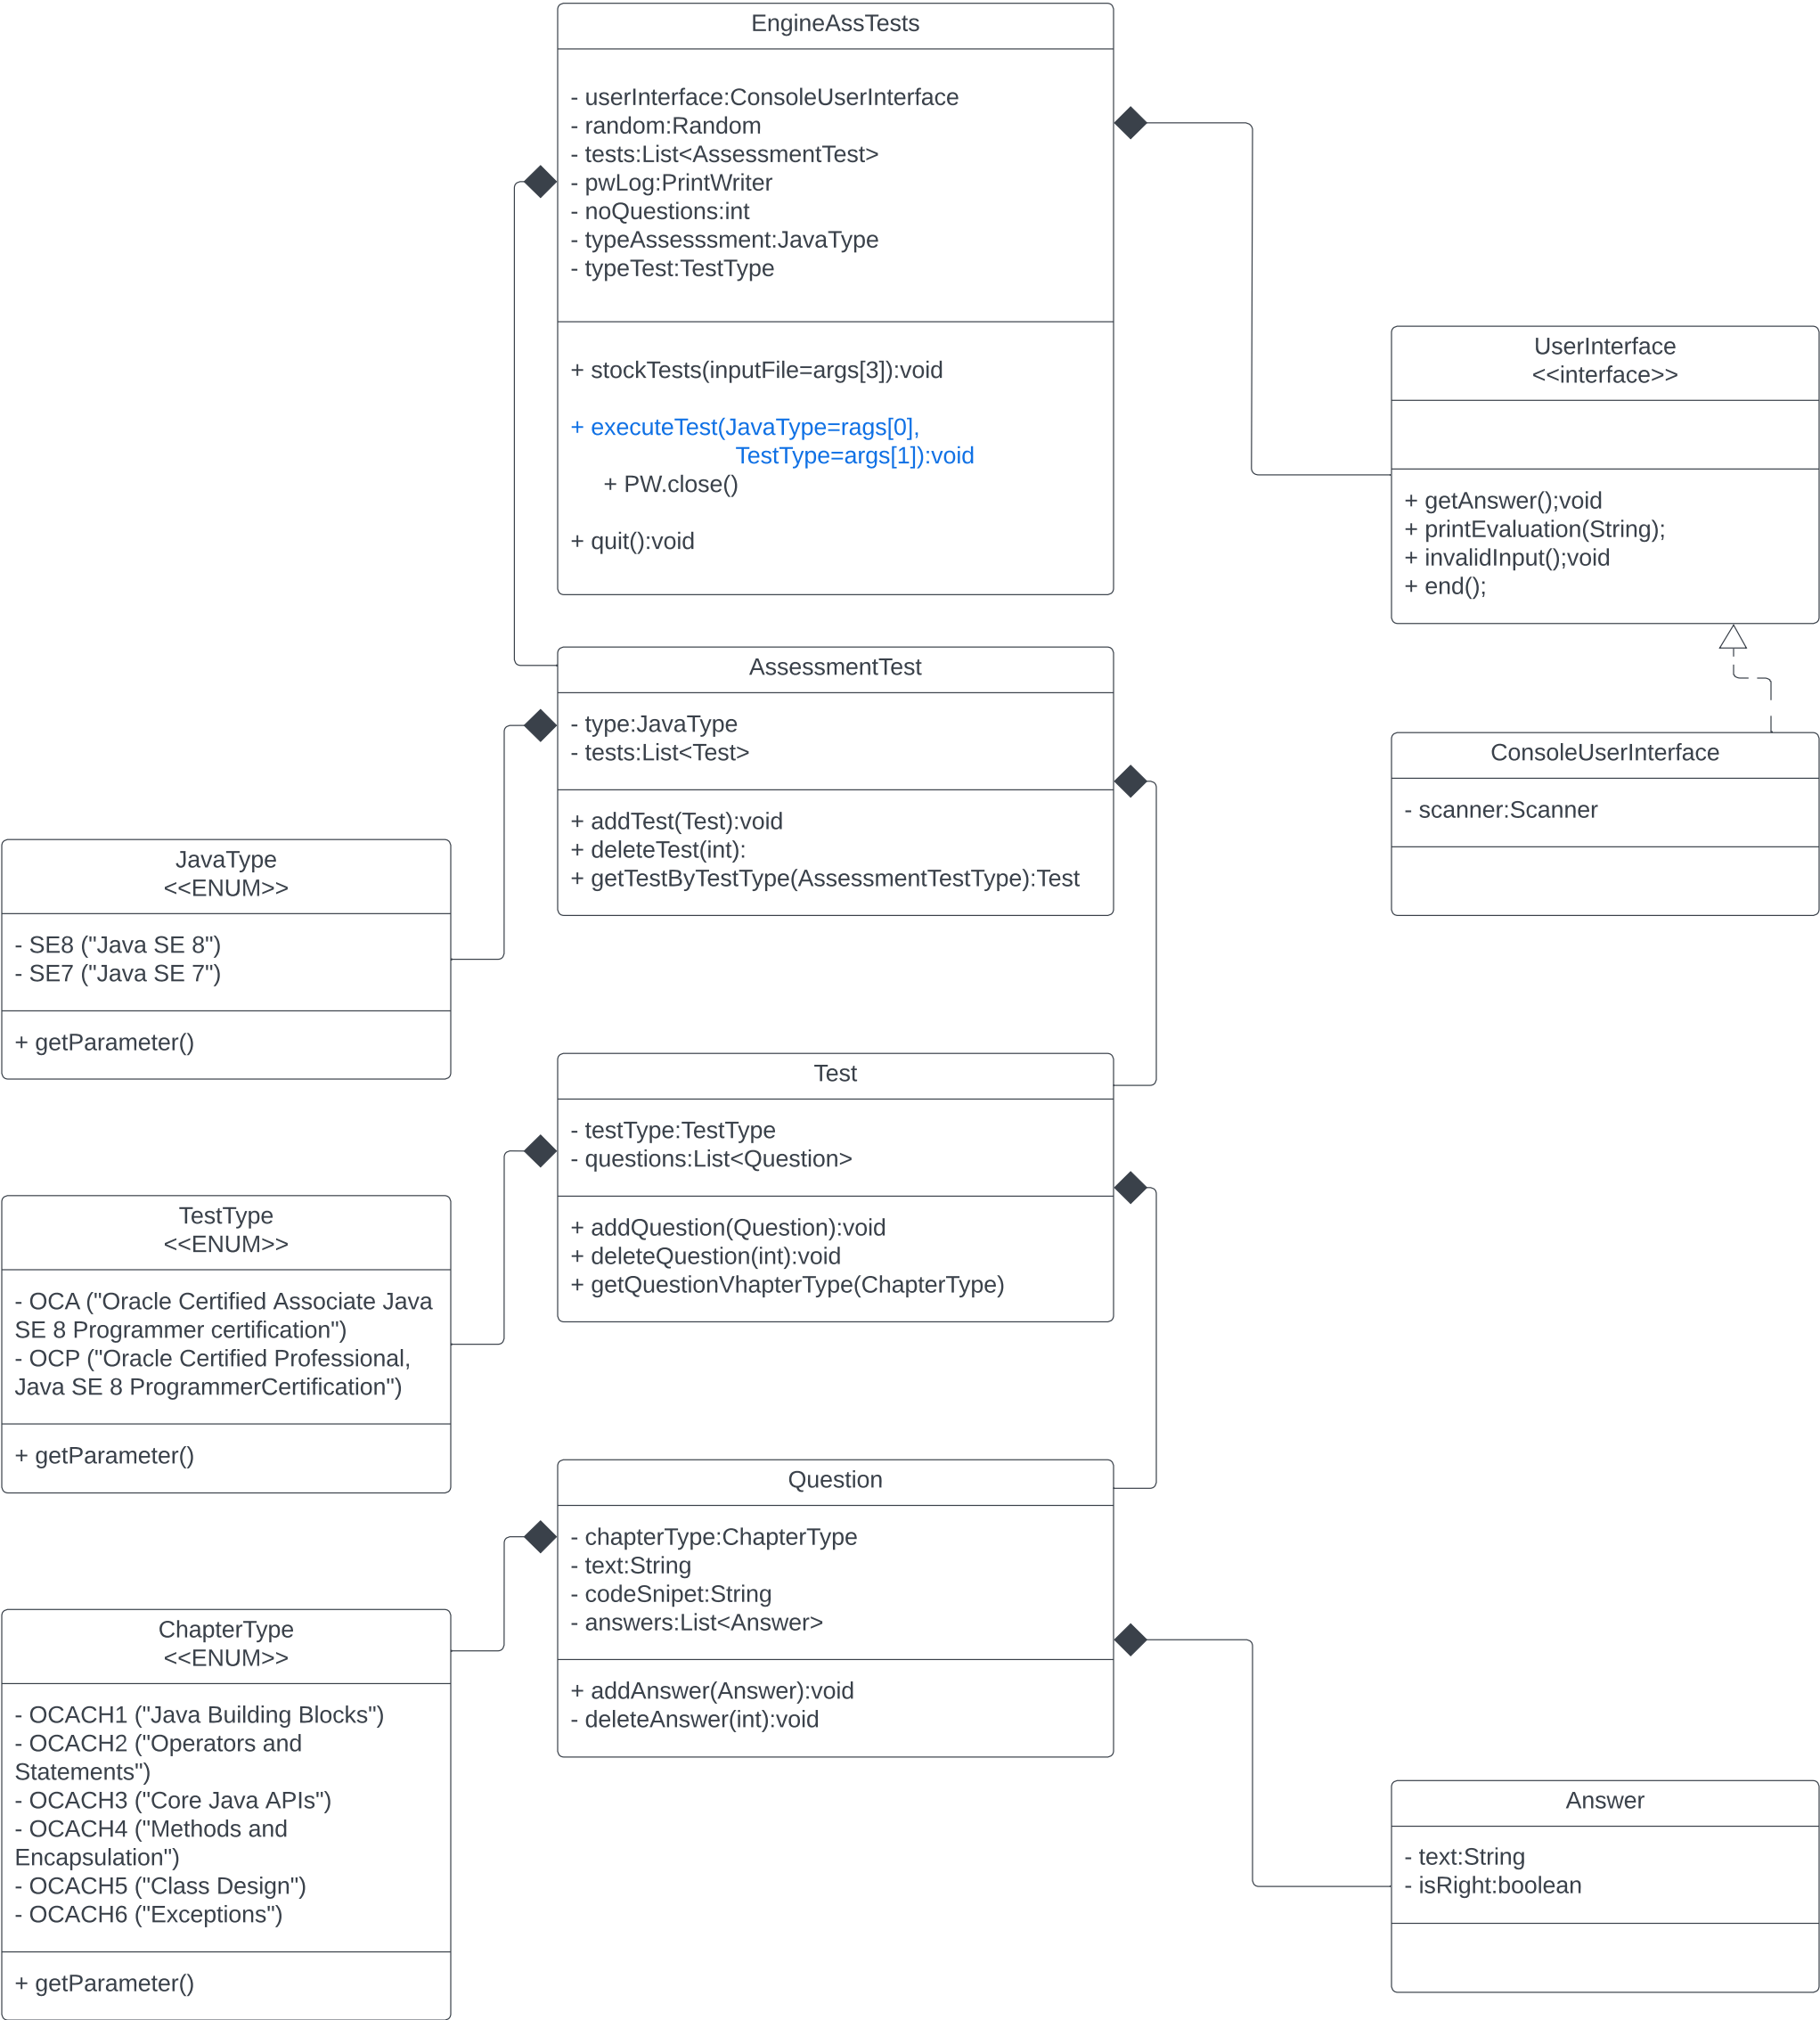 EngineAssTests
- userInterface:ConsoleUserInterface
- random:Random
- tests:List<AssessmentTest>
- pwLog:PrintWriter
- noQuestions:int
- typeAssesssment:JavaType
- typeTest:TestType
+ stockTests(inputFile=args[3]):void
+ executeTest(JavaType=rags[0],
TestType=args[1]):void
+ PW.close()
+ quit():void
UserInterface
<<interface>>
+ getAnswer();void
+ printEvaluation(String);
+ invalidInput();void
+ end();
AssessmentTest
- type:JavaType
- tests:List<Test>
+ addTest(Test):void
+ deleteTest(int):
+ getTestByTestType(AssessmentTestType):Test
ConsoleUserInterface
- scanner:Scanner
JavaType
<<ENUM>>
- SE8 ("Java SE 8")
- SE7 ("Java SE 7")
+ getParameter()
Test
- testType:TestType
- questions:List<Question>
+ addQuestion(Question):void
+ deleteQuestion(int):void
+ getQuestionVhapterType(ChapterType)
TestType
<<ENUM>>
- OCA ("Oracle Certified Associate Java
SE 8 Programmer certification")
- OCP ("Oracle Certified Professional,
Java SE 8 ProgrammerCertification")
+ getParameter()
Question
- chapterType:ChapterType
- text:String
- codeSnipet:String
- answers:List<Answer>
+ addAnswer(Answer):void
- deleteAnswer(int):void
ChapterType
<<ENUM>>
- OCACH1 ("Java Building Blocks")
- OCACH2 ("Operators and
Statements")
- OCACH3 ("Core Java APIs")
- OCACH4 ("Methods and
Encapsulation")
- OCACH5 ("Class Design")
- OCACH6 ("Exceptions")
+ getParameter()
Answer
- text:String
- isRight:boolean